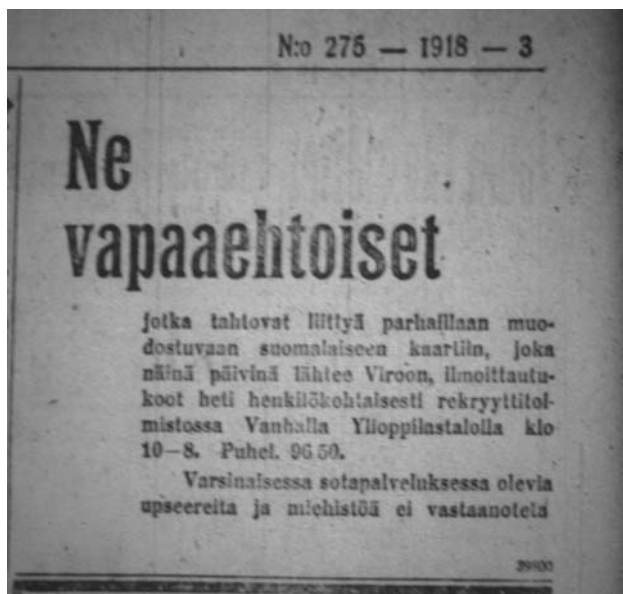 N:o 275 — 1918 — 3
Ne
vapaaehtoiset
jotka tahtovat liittyä parhaillaan muo-
dostuvaan suomalaiseen kaartiin, joka
näinä päivinä lähtee Viroon, ilmoittautu-
koot heti henkilökohtaisesti rekryyttitoi-
mistossa Vanhalla Ylioppilastalolla klo
10—8. Puhel. 96 50.
Varsinaisessa sotapalveluksessa olevia
upseereita ja miehistöä ei vastaanoteta